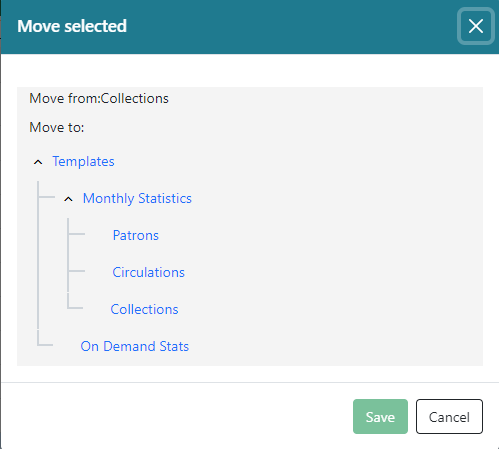 Move selected
Move from:Collections
Move to:
Templates
Monthly Statistics
Patrons
Circulations
Collections
On Demand Stats
Save Cancel